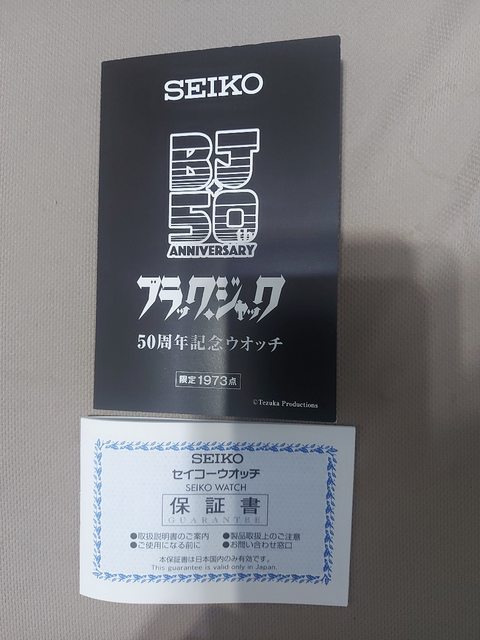 SEIKO
B.J
50th
ANNIVERSARY
ブラック・ジャック
50周年記念ウオッチ
限定1973点
©Tezuka Productions
SEIKO
セイコーウオッチ
SEIKO WATCH
保証書
GUARANTEE
●取扱説明書のご案内 ●製品取扱上のご注意
●ご使用になる前に ●お問い合わせ窓口
本保証書は日本国内のみ有効です。
This guarantee is valid only in Japan.